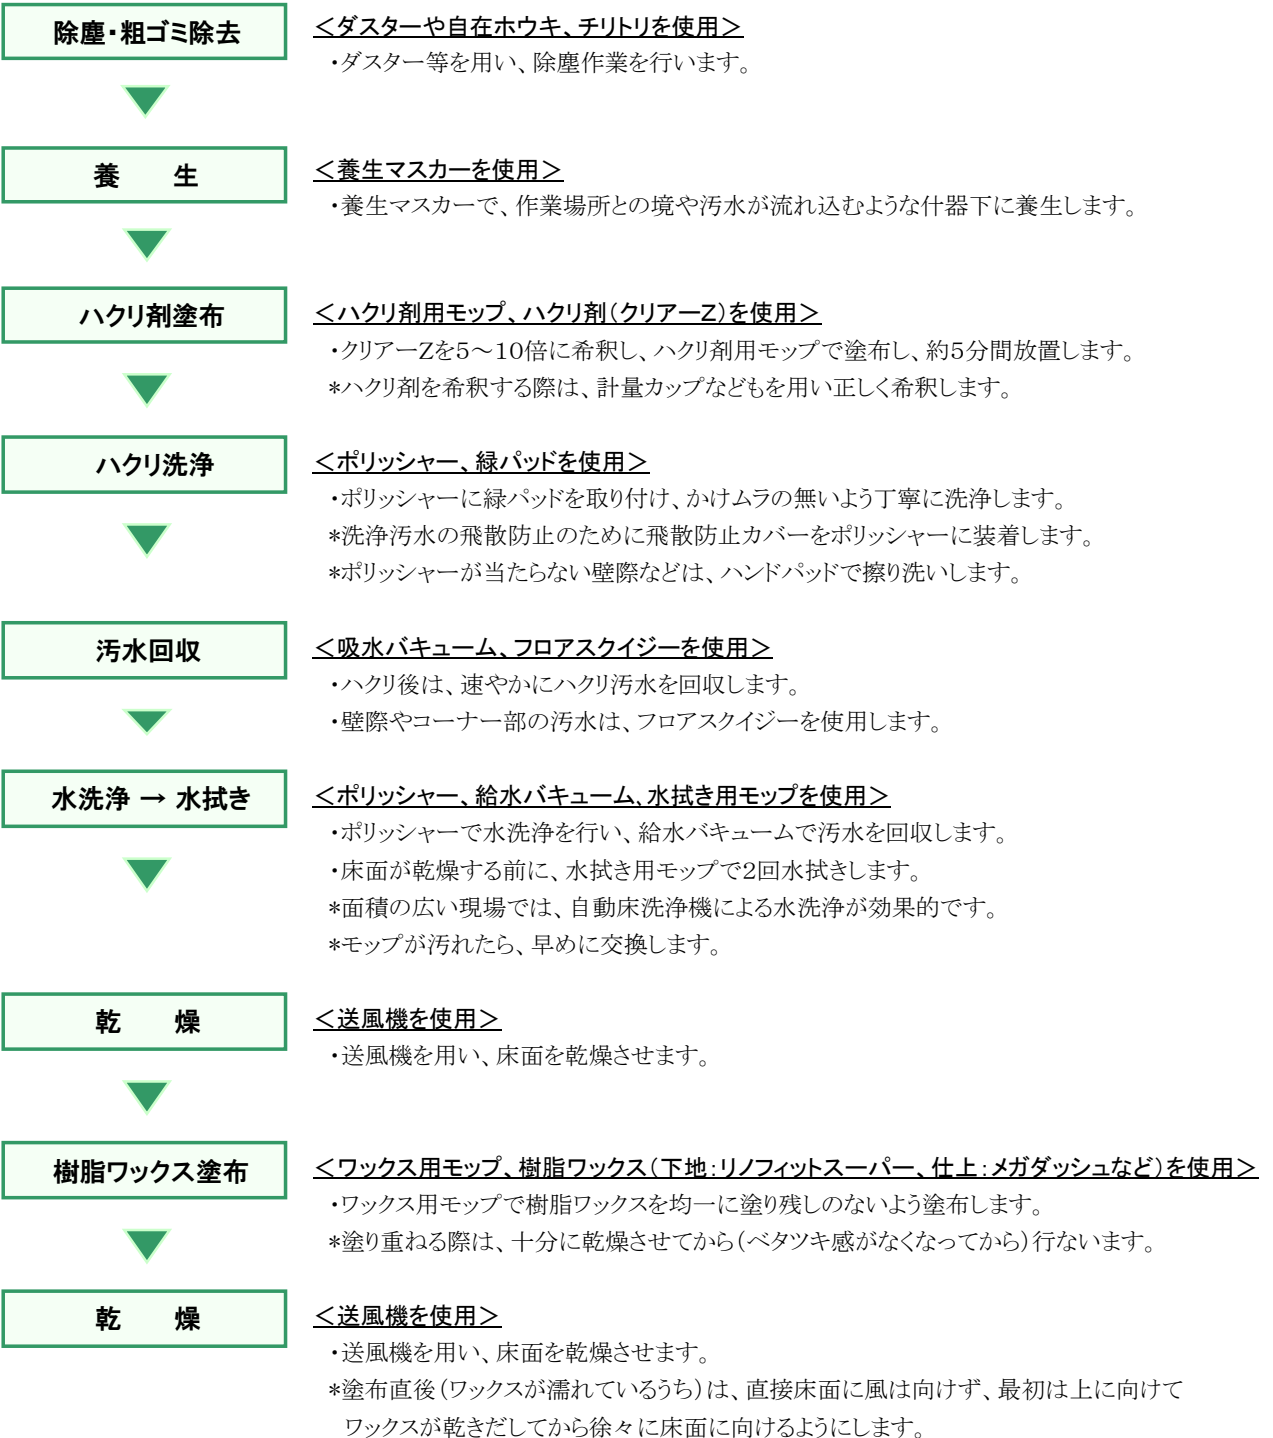 除塵・粗ゴミ除去
＜ダスターや自在ホウキ、チリトリを使用＞
・ダスター等を用い、除塵作業を行います。
養　　生
＜養生マスカーを使用＞
・養生マスカーで、作業場所との境や汚水が流れ込むような什器下に養生します。
ハクリ剤塗布
＜ハクリ剤用モップ、ハクリ剤（クリアーZ）を使用＞
・クリアーZを5～10倍に希釈し、ハクリ剤用モップで塗布し、約5分間放置します。
*ハクリ剤を希釈する際は、計量カップなどもを用い正しく希釈します。
ハクリ洗浄
＜ポリッシャー、緑パッドを使用＞
・ポリッシャーに緑パッドを取り付け、かけムラの無いよう丁寧に洗浄します。
*洗浄汚水の飛散防止のために飛散防止カバーをポリッシャーに装着します。
*ポリッシャーが当たらない壁際などは、ハンドパッドで擦り洗いします。
汚水回収
＜吸水バキューム、フロアスクイジーを使用＞
・ハクリ後は、速やかにハクリ汚水を回収します。
・壁際やコーナー部の汚水は、フロアスクイジーを使用します。
水洗浄 → 水拭き
＜ポリッシャー、給水バキューム、水拭き用モップを使用＞
・ポリッシャーで水洗浄を行い、給水バキュームで汚水を回収します。
・床面が乾燥する前に、水拭き用モップで2回水拭きします。
*面積の広い現場では、自動床洗浄機による水洗浄が効果的です。
*モップが汚れたら、早めに交換します。
乾　　燥
＜送風機を使用＞
・送風機を用い、床面を乾燥させます。
樹脂ワックス塗布
＜ワックス用モップ、樹脂ワックス（下地：リノフィットスーパー、仕上：メガダッシュなど）を使用＞
・ワックス用モップで樹脂ワックスを均一に塗り残しのないよう塗布します。
*塗り重ねる際は、十分に乾燥させてから（ベタツキ感がなくなってから）行ないます。
乾　　燥
＜送風機を使用＞
・送風機を用い、床面を乾燥させます。
*塗布直後（ワックスが濡れているうち）は、直接床面に風は向けず、最初は上に向けて
ワックスが乾きだしてから徐々に床面に向けるようにします。